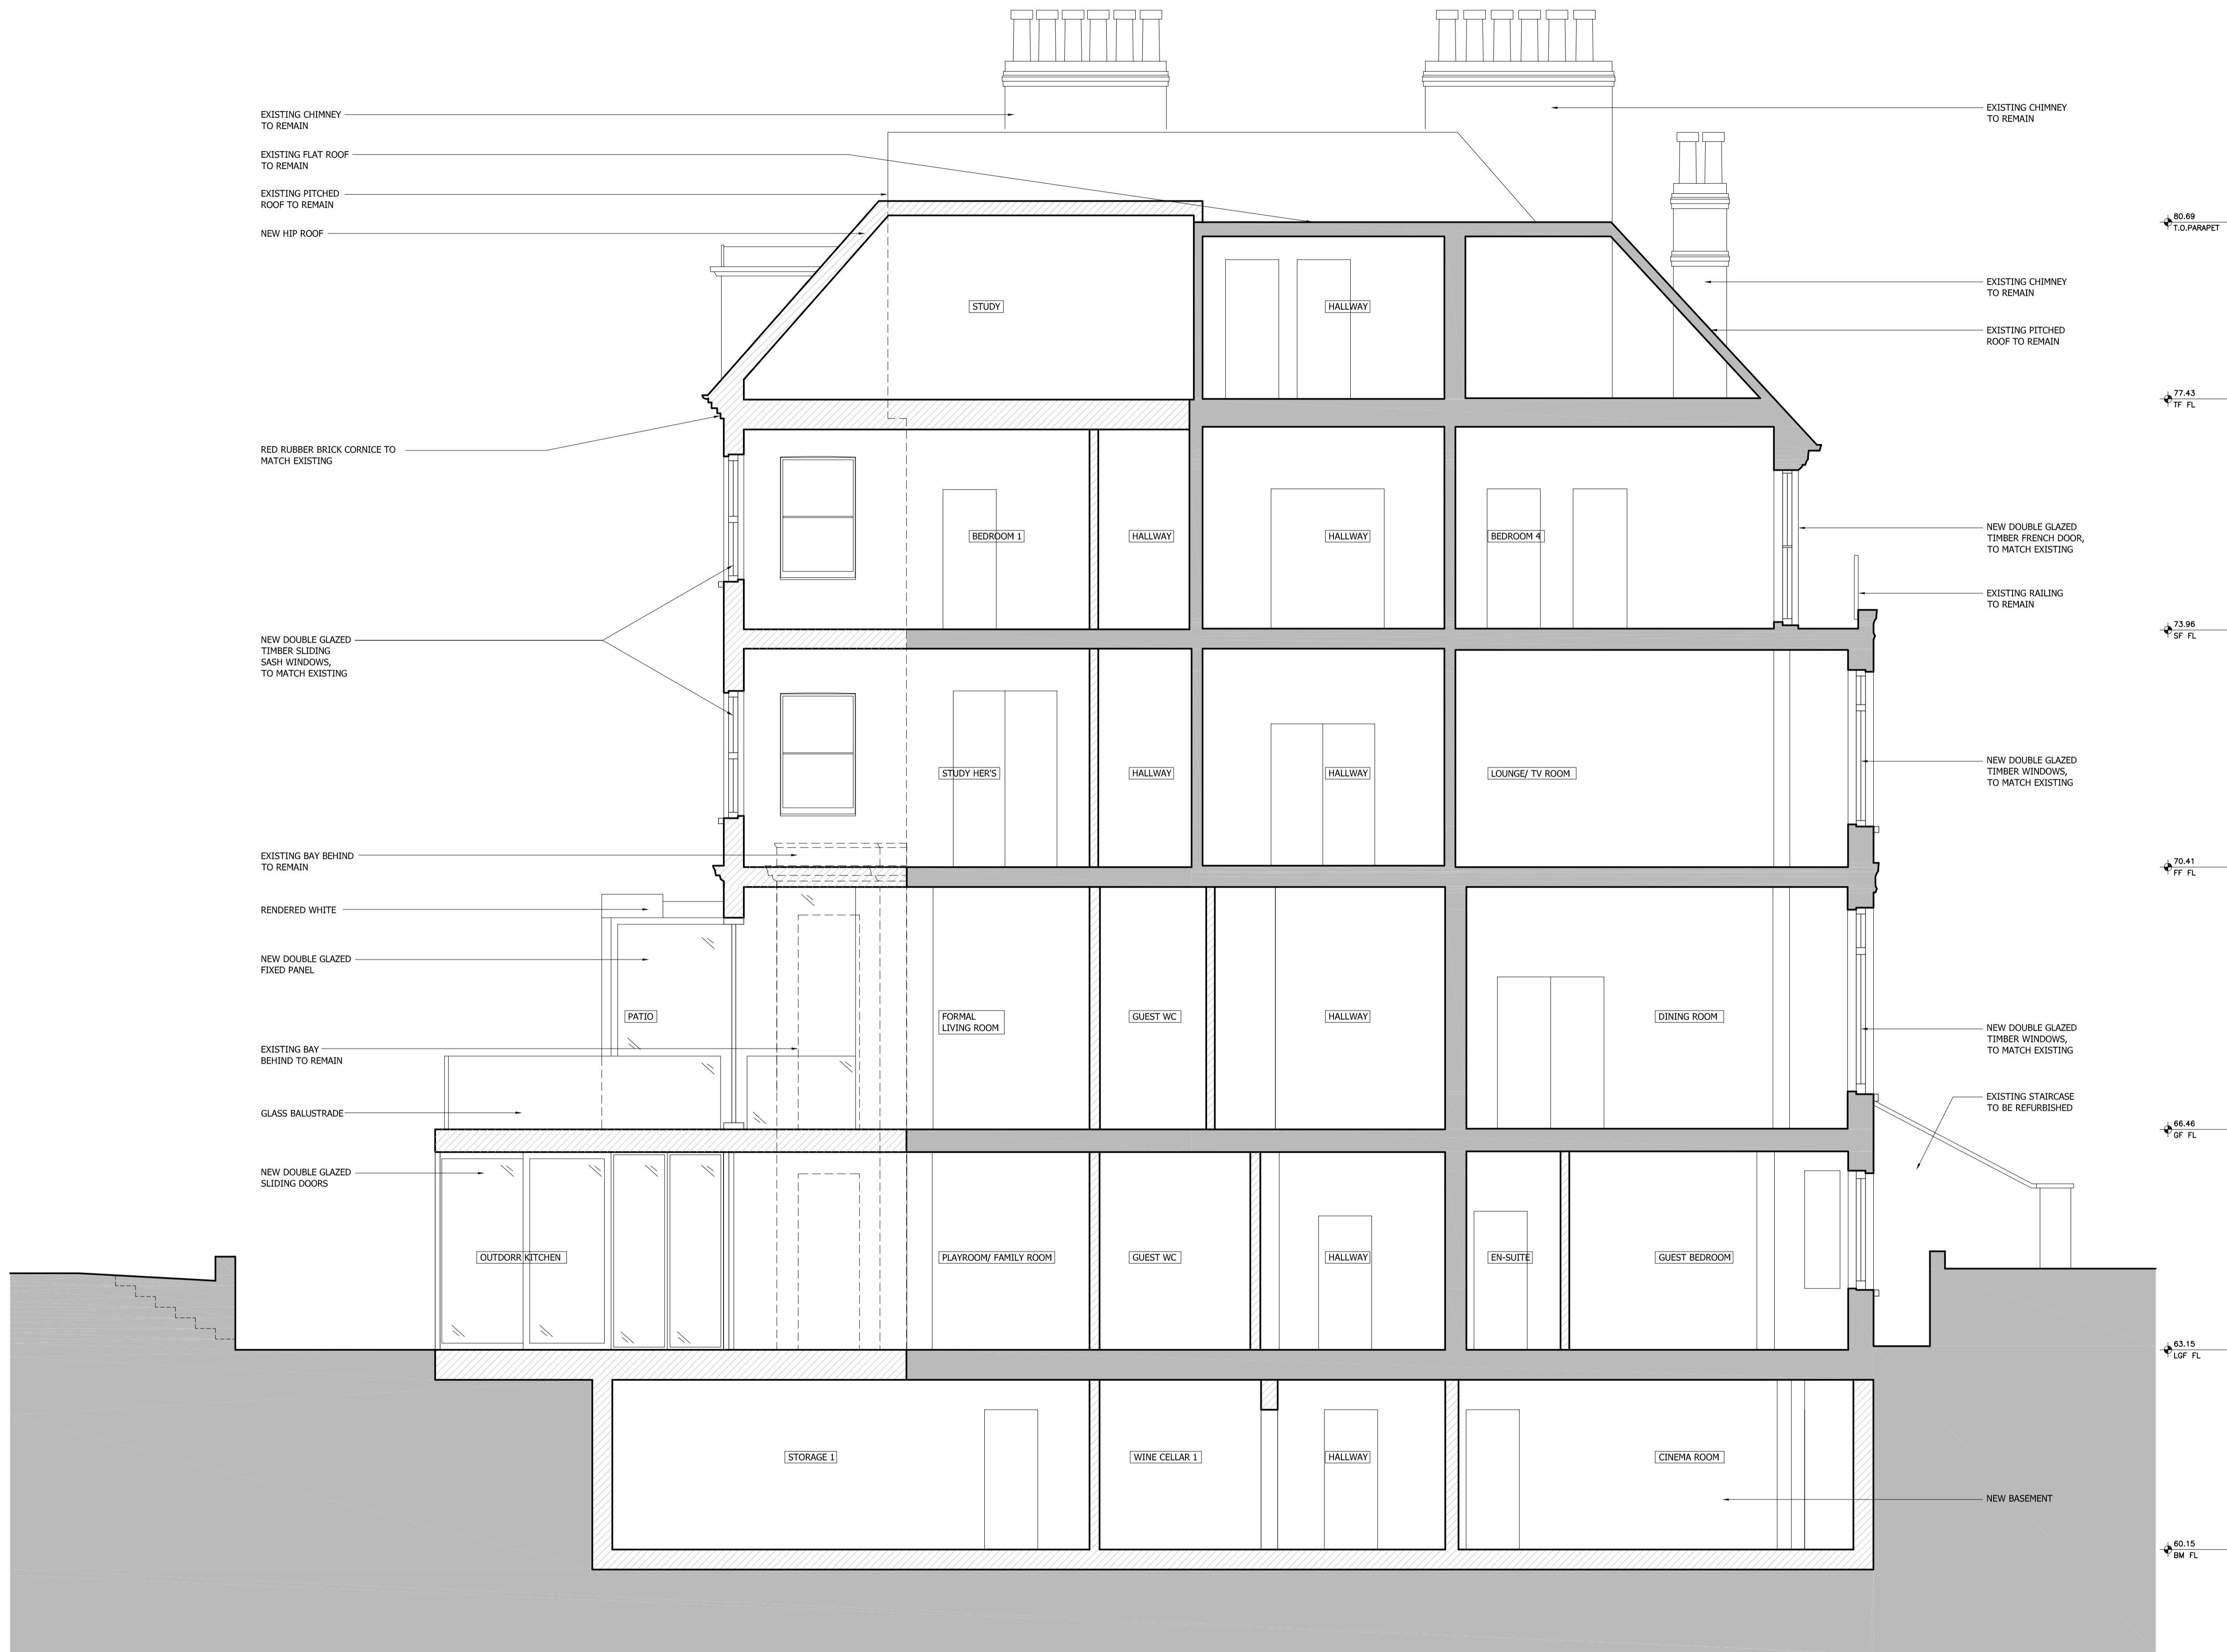 EXISTING CHIMNEY
TO REMAIN
EXISTING FLAT ROOF
TO REMAIN
EXISTING PITCHED
ROOF TO REMAIN
NEW HIP ROOF
RED RUBBER BRICK CORNICE TO
MATCH EXISTING
NEW DOUBLE GLAZED
TIMBER SLIDING
SASH WINDOWS,
TO MATCH EXISTING
EXISTING BAY BEHIND
TO REMAIN
RENDERED WHITE
NEW DOUBLE GLAZED
FIXED PANEL
EXISTING BAY
BEHIND TO REMAIN
GLASS BALUSTRADE
NEW DOUBLE GLAZED
SLIDING DOORS
STUDY
HALLWAY
BEDROOM 1
HALLWAY
HALLWAY
BEDROOM 4
STUDY HER'S
HALLWAY
HALLWAY
LOUNGE/ TV ROOM
PATIO
FORMAL
LIVING ROOM
GUEST WC
HALLWAY
DINING ROOM
OUTDORR KITCHEN
PLAYROOM/ FAMILY ROOM
GUEST WC
HALLWAY
EN-SUITE
GUEST BEDROOM
STORAGE 1
WINE CELLAR 1
HALLWAY
CINEMA ROOM
EXISTING CHIMNEY
TO REMAIN
EXISTING CHIMNEY
TO REMAIN
EXISTING PITCHED
ROOF TO REMAIN
NEW DOUBLE GLAZED
TIMBER FRENCH DOOR,
TO MATCH EXISTING
EXISTING RAILING
TO REMAIN
NEW DOUBLE GLAZED
TIMBER WINDOWS,
TO MATCH EXISTING
NEW DOUBLE GLAZED
TIMBER WINDOWS,
TO MATCH EXISTING
EXISTING STAIRCASE
TO BE REFURBISHED
NEW BASEMENT
80.69
T.O.PARAPET
77.43
TF FL
73.96
SF FL
70.41
FF FL
66.46
GF FL
63.15
LGF FL
60.15
BM FL